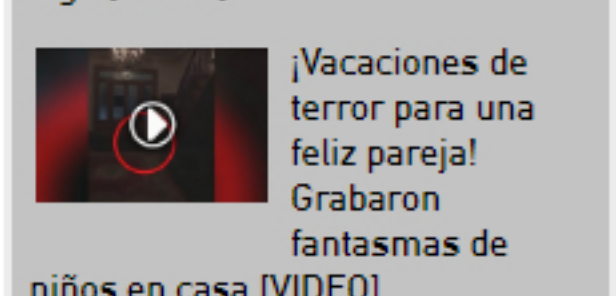 ¡Vacaciones de
terror para una
feliz pareja!
Grabaron
fantasmas de
niños en casa [VIDEO]